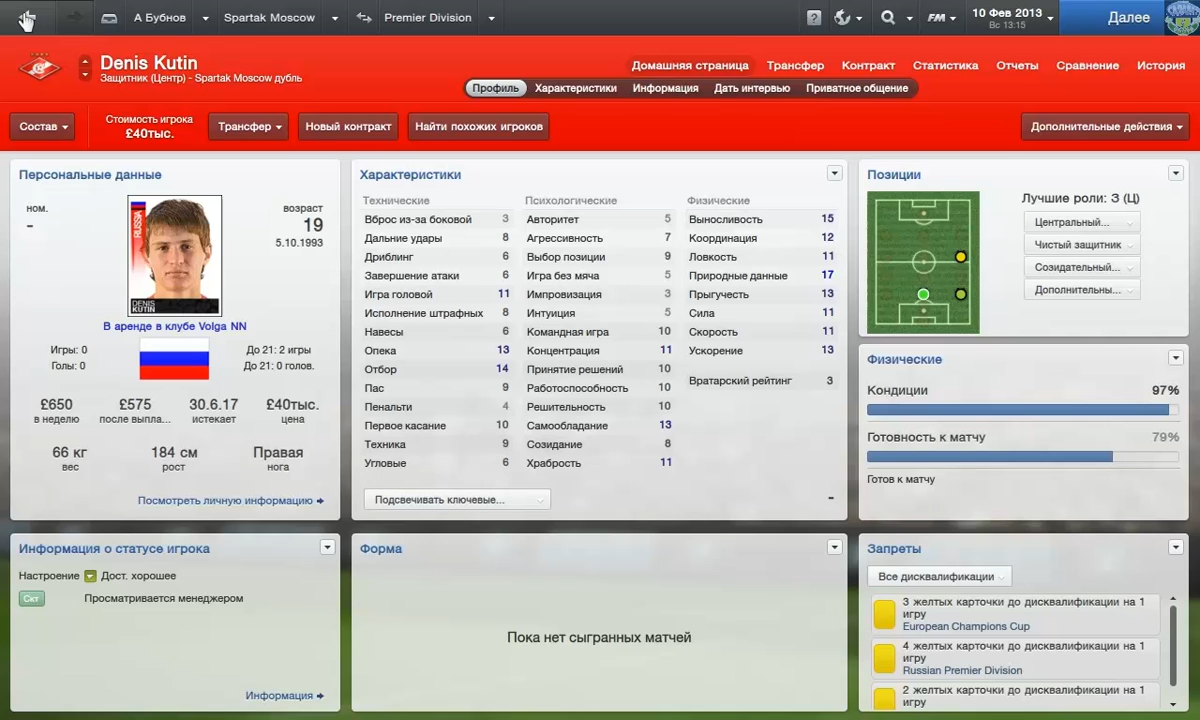 А Бубнов
Spartak Moscow
Premier Division
?
FM
10 Фев 2013
Вс 13:15
Далее
Denis Kutin
Защитник (Центр) - Spartak Moscow дубль
Домашняя страница
Трансфер
Контракт
Статистика
Отчеты
Сравнение
История
Профиль
Характеристики
Информация
Дать интервью
Приватное общение
Состав
Стоимость игрока
£40тыс.
Трансфер
Новый контракт
Найти похожих игроков
Дополнительные действия
Персональные данные
ном.
-
RUSSIA
DENIS
KUTIN
возраст
19
5.10.1993
В аренде в клубе Volga NN
Игры: 0
Голы: 0
До 21: 2 игры
До 21: 0 голов.
£650
в неделю
£575
после выпла...
30.6.17
истекает
£40тыс.
цена
66 кг
вес
184 см
рост
Правая
нога
Посмотреть личную информацию
Характеристики
Технические
Вброс из-за боковой 3
Дальние удары 8
Дриблинг 6
Завершение атаки 6
Игра головой 11
Исполнение штрафных 8
Навесы 6
Опека 13
Отбор 14
Пас 9
Пенальти 4
Первое касание 10
Техника 9
Угловые 6
Психологические
Авторитет 5
Агрессивность 7
Выбор позиции 9
Игра без мяча 5
Импровизация 3
Интуиция 5
Командная игра 10
Концентрация 11
Принятие решений 10
Работоспособность 10
Решительность 10
Самообладание 13
Созидание 8
Храбрость 11
Физические
Выносливость 15
Координация 12
Ловкость 11
Природные данные 17
Прыгучесть 13
Сила 11
Скорость 11
Ускорение 13
Вратарский рейтинг 3
Подсвечивать ключевые...
-
Позиции
Лучшие роли: З (Ц)
Центральный...
Чистый защитник
Созидательный...
Дополнительны...
Физические
Кондиции 97%
Готовность к матчу 79%
Готов к матчу
Информация о статусе игрока
Настроение Дост. хорошее
Скт Просматривается менеджером
Информация
Форма
Пока нет сыгранных матчей
Запреты
Все дисквалификации
3 желтых карточки до дисквалификации на 1
игру
European Champions Cup
4 желтых карточки до дисквалификации на 1
игру
Russian Premier Division
2 желтых карточки до дисквалификации на 1
игру